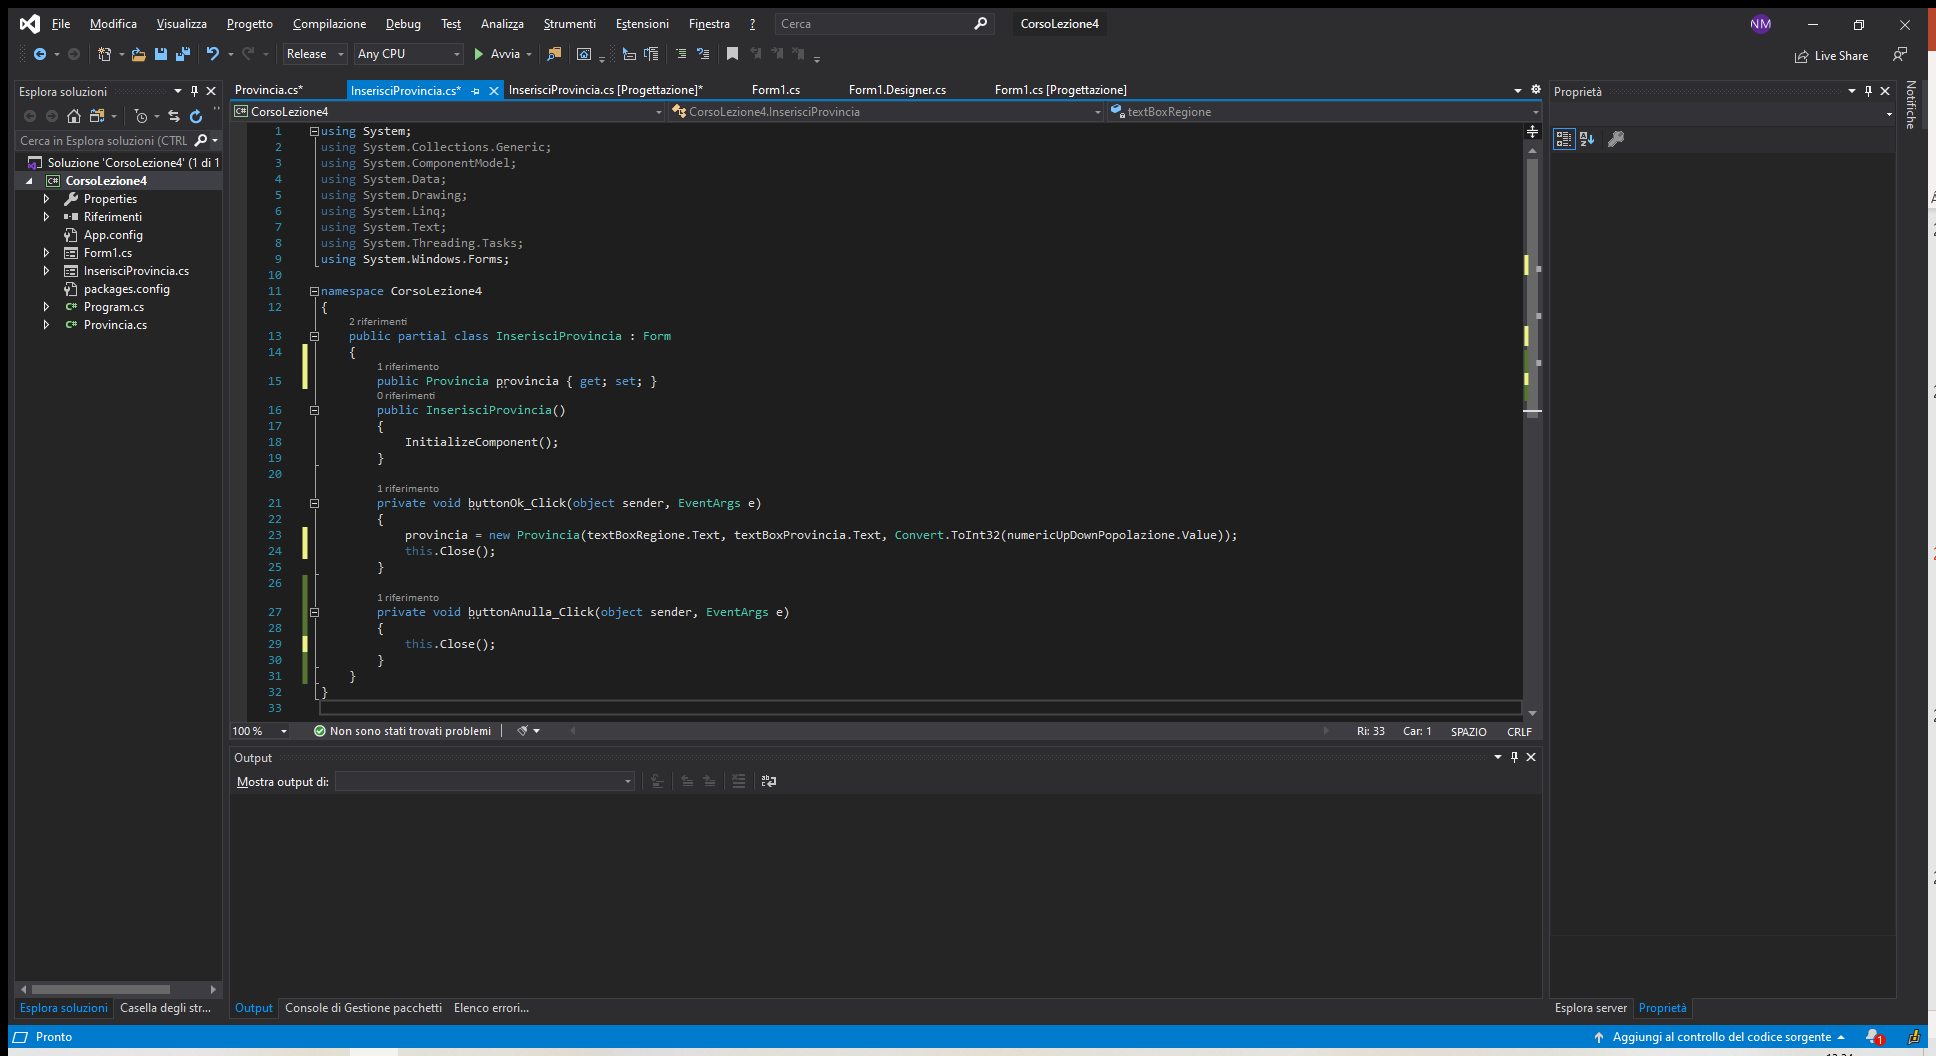 File Modifica Visualizza Progetto Compilazione Debug Test Analizza Strumenti Estensioni Finestra ? Cerca CorsoLezione4 NM
Release Any CPU Avvia Live Share
Esplora soluzioni
Cerca in Esplora soluzioni (CTRL
Soluzione 'CorsoLezione4' (1 di 1
CorsoLezione4
Properties
Riferimenti
App.config
Form1.cs
InserisciProvincia.cs
packages.config
Program.cs
Provincia.cs
Esplora soluzioni Casella degli str...
Provincia.cs* InserisciProvincia.cs* InserisciProvincia.cs [Progettazione]* Form1.cs Form1.Designer.cs Form1.cs [Progettazione]
CorsoLezione4 CorsoLezione4.InserisciProvincia textBoxRegione
1 using System;
2 using System.Collections.Generic;
3 using System.ComponentModel;
4 using System.Data;
5 using System.Drawing;
6 using System.Linq;
7 using System.Text;
8 using System.Threading.Tasks;
9 using System.Windows.Forms;
10
11 namespace CorsoLezione4
12 {
2 riferimenti
13 public partial class InserisciProvincia : Form
14 {
1 riferimento
15 public Provincia provincia { get; set; }
0 riferimenti
16 public InserisciProvincia()
17 {
18 InitializeComponent();
19 }
20
1 riferimento
21 private void buttonOk_Click(object sender, EventArgs e)
22 {
23 provincia = new Provincia(textBoxRegione.Text, textBoxProvincia.Text, Convert.ToInt32(numericUpDownPopolazione.Value));
24 this.Close();
25 }
26
1 riferimento
27 private void buttonAnulla_Click(object sender, EventArgs e)
28 {
29 this.Close();
30 }
31 }
32 }
33
100 % Non sono stati trovati problemi Ri: 33 Car: 1 SPAZIO CRLF
Output
Mostra output di:
Output Console di Gestione pacchetti Elenco errori...
Proprietà
Notifiche
Esplora server Proprietà
Pronto Aggiungi al controllo del codice sorgente 1